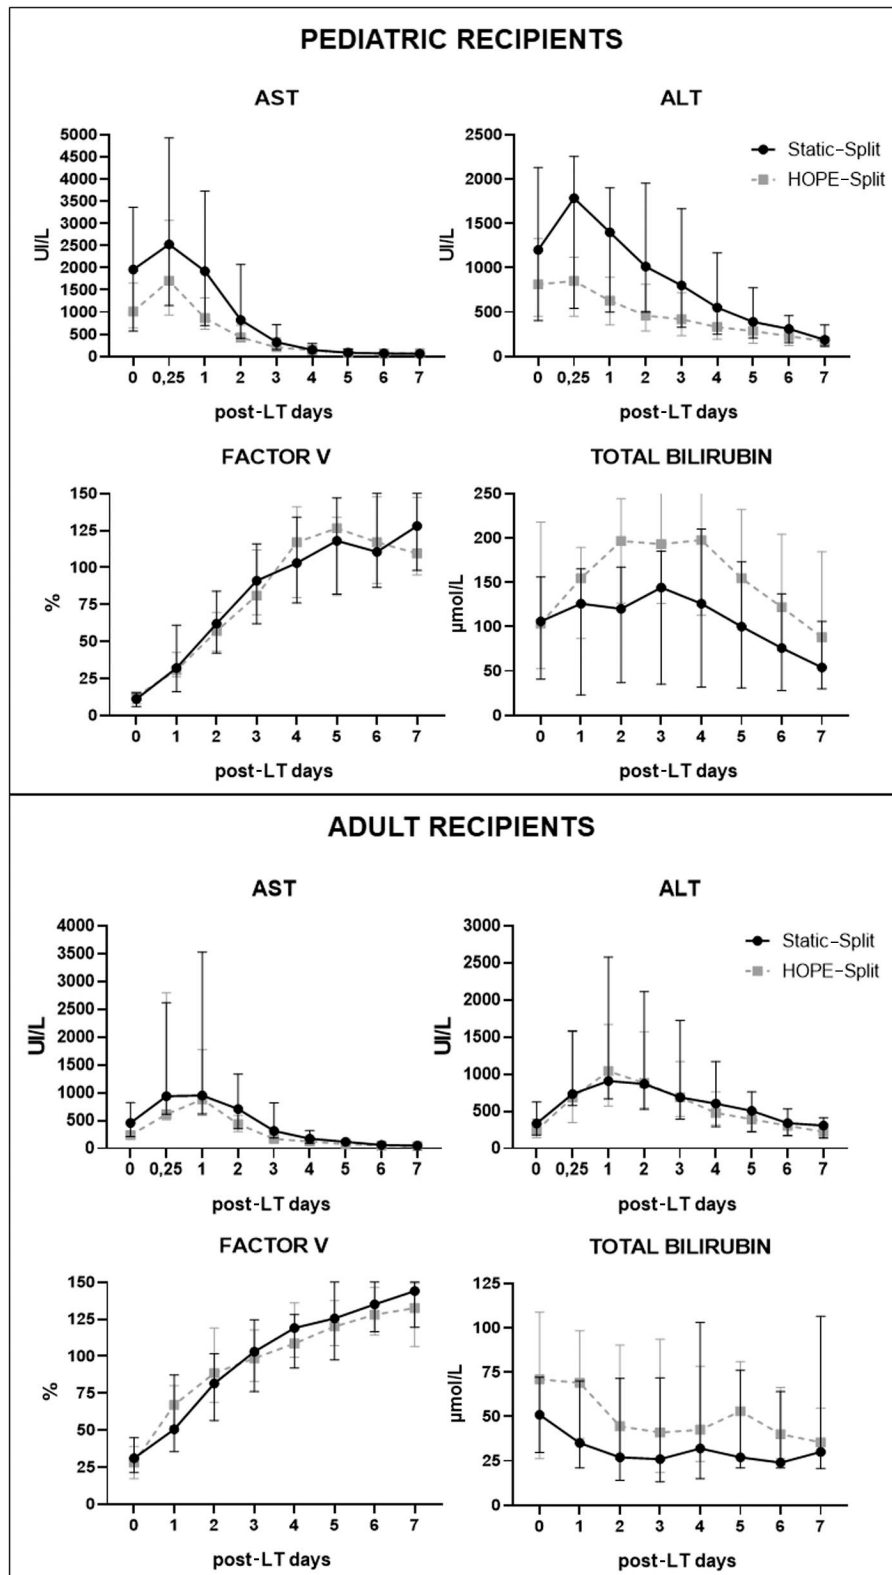 PEDIATRIC RECIPIENTS
AST
5000
4500
4000
3500
3000
2500
2000
1500
1000
500
0
UI/L
0 0,25 1 2 3 4 5 6 7
post-LT days
ALT
2500
2000
1500
1000
500
0
UI/L
0 0,25 1 2 3 4 5 6 7
post-LT days
Static-Split
HOPE-Split
FACTOR V
150
125
100
75
50
25
0
%
0 1 2 3 4 5 6 7
post-LT days
TOTAL BILIRUBIN
250
200
150
100
50
0
µmol/L
0 1 2 3 4 5 6 7
post-LT days
ADULT RECIPIENTS
AST
4000
3500
3000
2500
2000
1500
1000
500
0
UI/L
0 0,25 1 2 3 4 5 6 7
post-LT days
ALT
3000
2500
2000
1500
1000
500
0
UI/L
0 0,25 1 2 3 4 5 6 7
post-LT days
Static-Split
HOPE-Split
FACTOR V
150
125
100
75
50
25
0
%
0 1 2 3 4 5 6 7
post-LT days
TOTAL BILIRUBIN
125
100
75
50
25
0
µmol/L
0 1 2 3 4 5 6 7
post-LT days